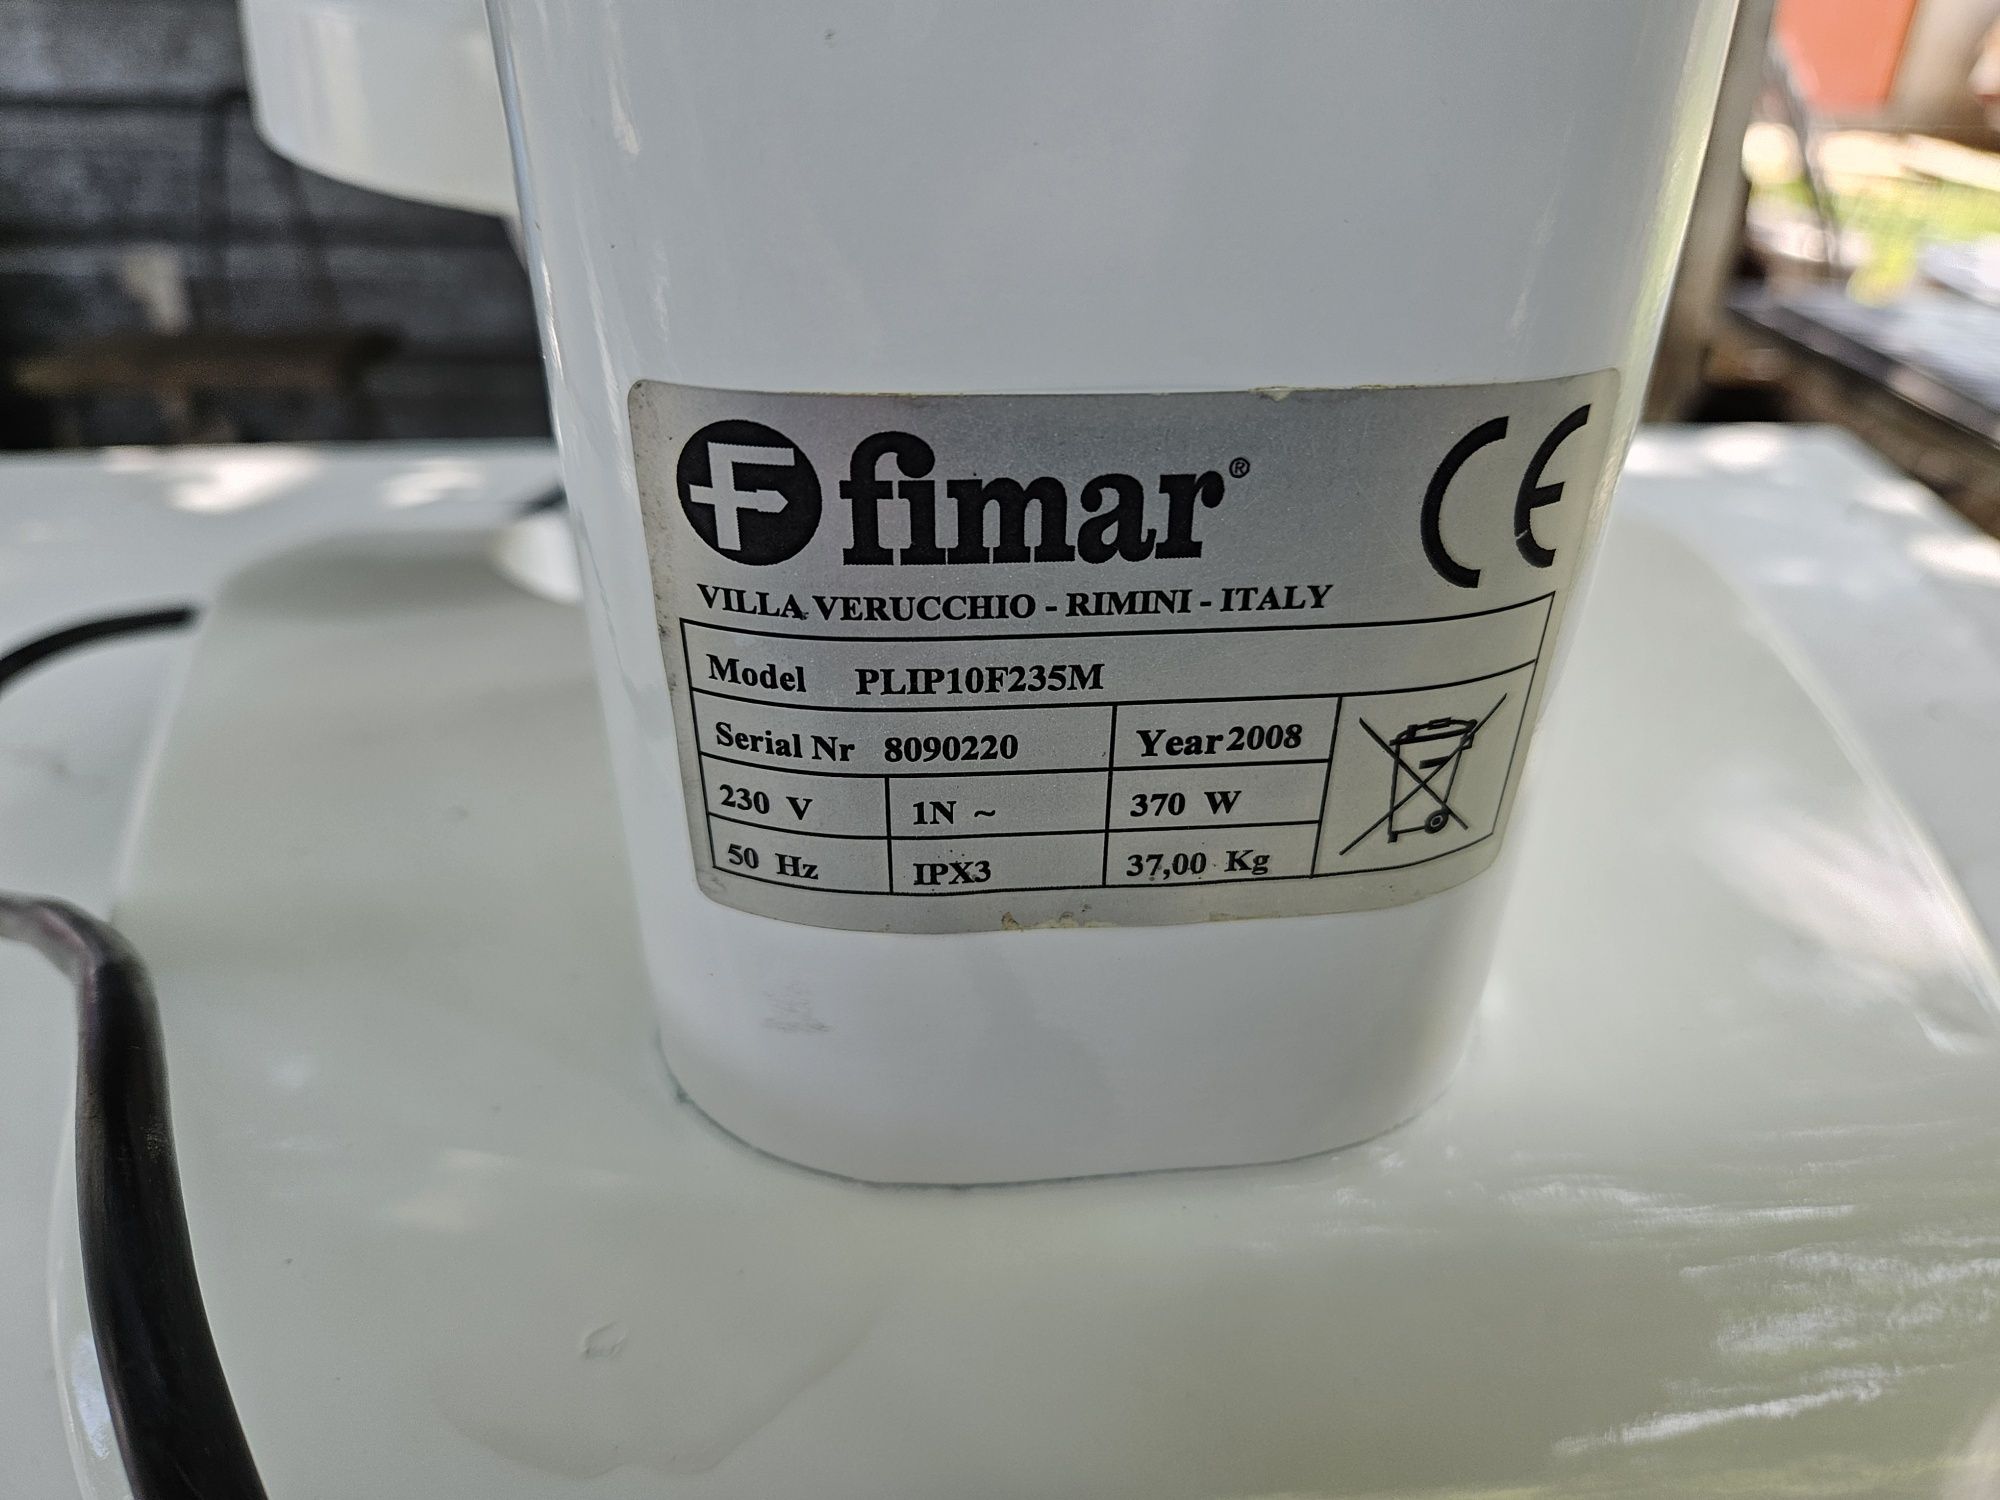 F fimar®
CE
VILLA VERUCCHIO - RIMINI - ITALY
Model PLIP10F235M
Serial Nr 8090220 Year 2008
230 V 1N ~ 370 W
50 Hz IPX3 37,00 Kg